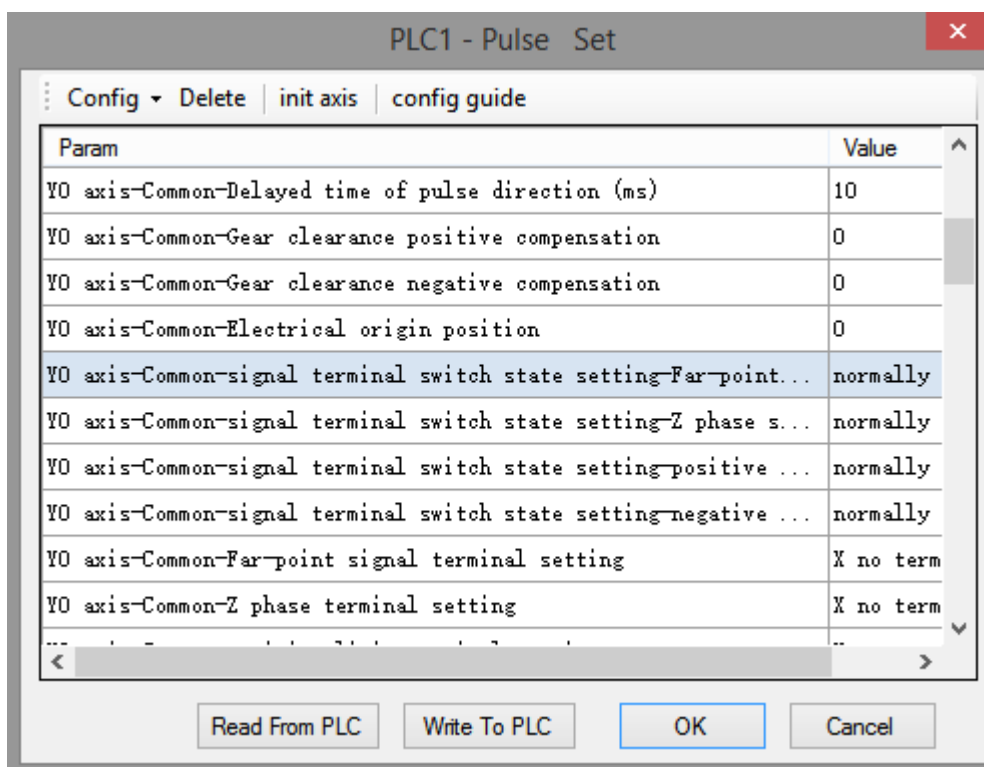 PLC1 - Pulse Set
Config Delete init axis config guide
Param Value
Y0 axis-Common-Delayed time of pulse direction (ms) 10
Y0 axis-Common-Gear clearance positive compensation 0
Y0 axis-Common-Gear clearance negative compensation 0
Y0 axis-Common-Electrical origin position 0
Y0 axis-Common-signal terminal switch state setting-Far-point... normally
Y0 axis-Common-signal terminal switch state setting-Z phase s... normally
Y0 axis-Common-signal terminal switch state setting-positive ... normally
Y0 axis-Common-signal terminal switch state setting-negative ... normally
Y0 axis-Common-Far-point signal terminal setting X no term
Y0 axis-Common-Z phase terminal setting X no term
Read From PLC Write To PLC OK Cancel